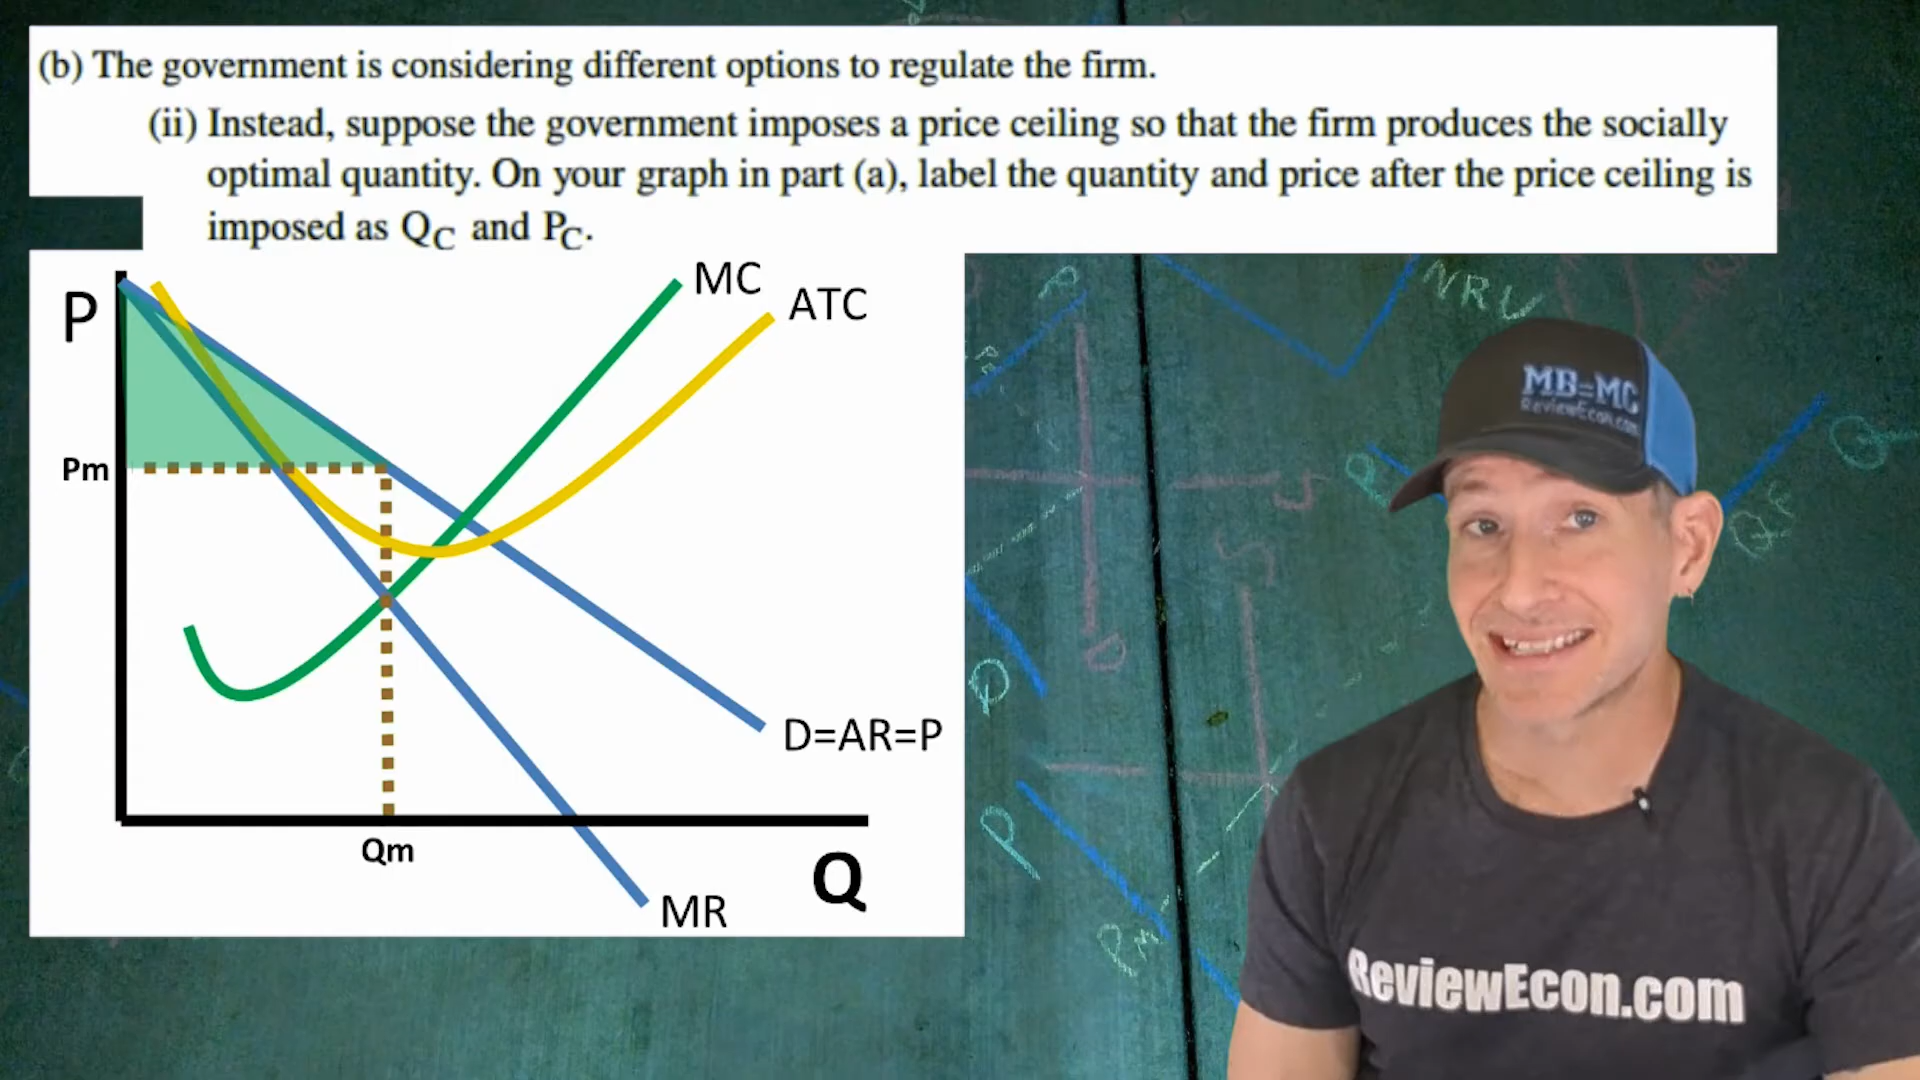 (b) The government is considering different options to regulate the firm.
(ii) Instead, suppose the government imposes a price ceiling so that the firm produces the socially
optimal quantity. On your graph in part (a), label the quantity and price after the price ceiling is
imposed as QC and PC.
MC
ATC
P
Pm
D=AR=P
Qm
Q
MR
P
NRU
MB=MC
ReviewEcon.com
P
Q
S
P
QF
S
D
Q
P
ReviewEcon.com